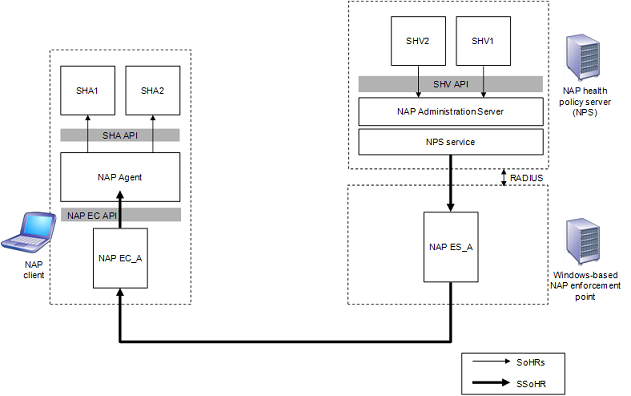 SHV2
SHV1
SHV API
NAP Administration Server
NPS service
NAP health
policy server
(NPS)
SHA1
SHA2
SHA API
NAP Agent
NAP EC API
NAP EC_A
NAP
client
RADIUS
NAP ES_A
Windows-based
NAP enforcement
point
SoHRs
SSoHR